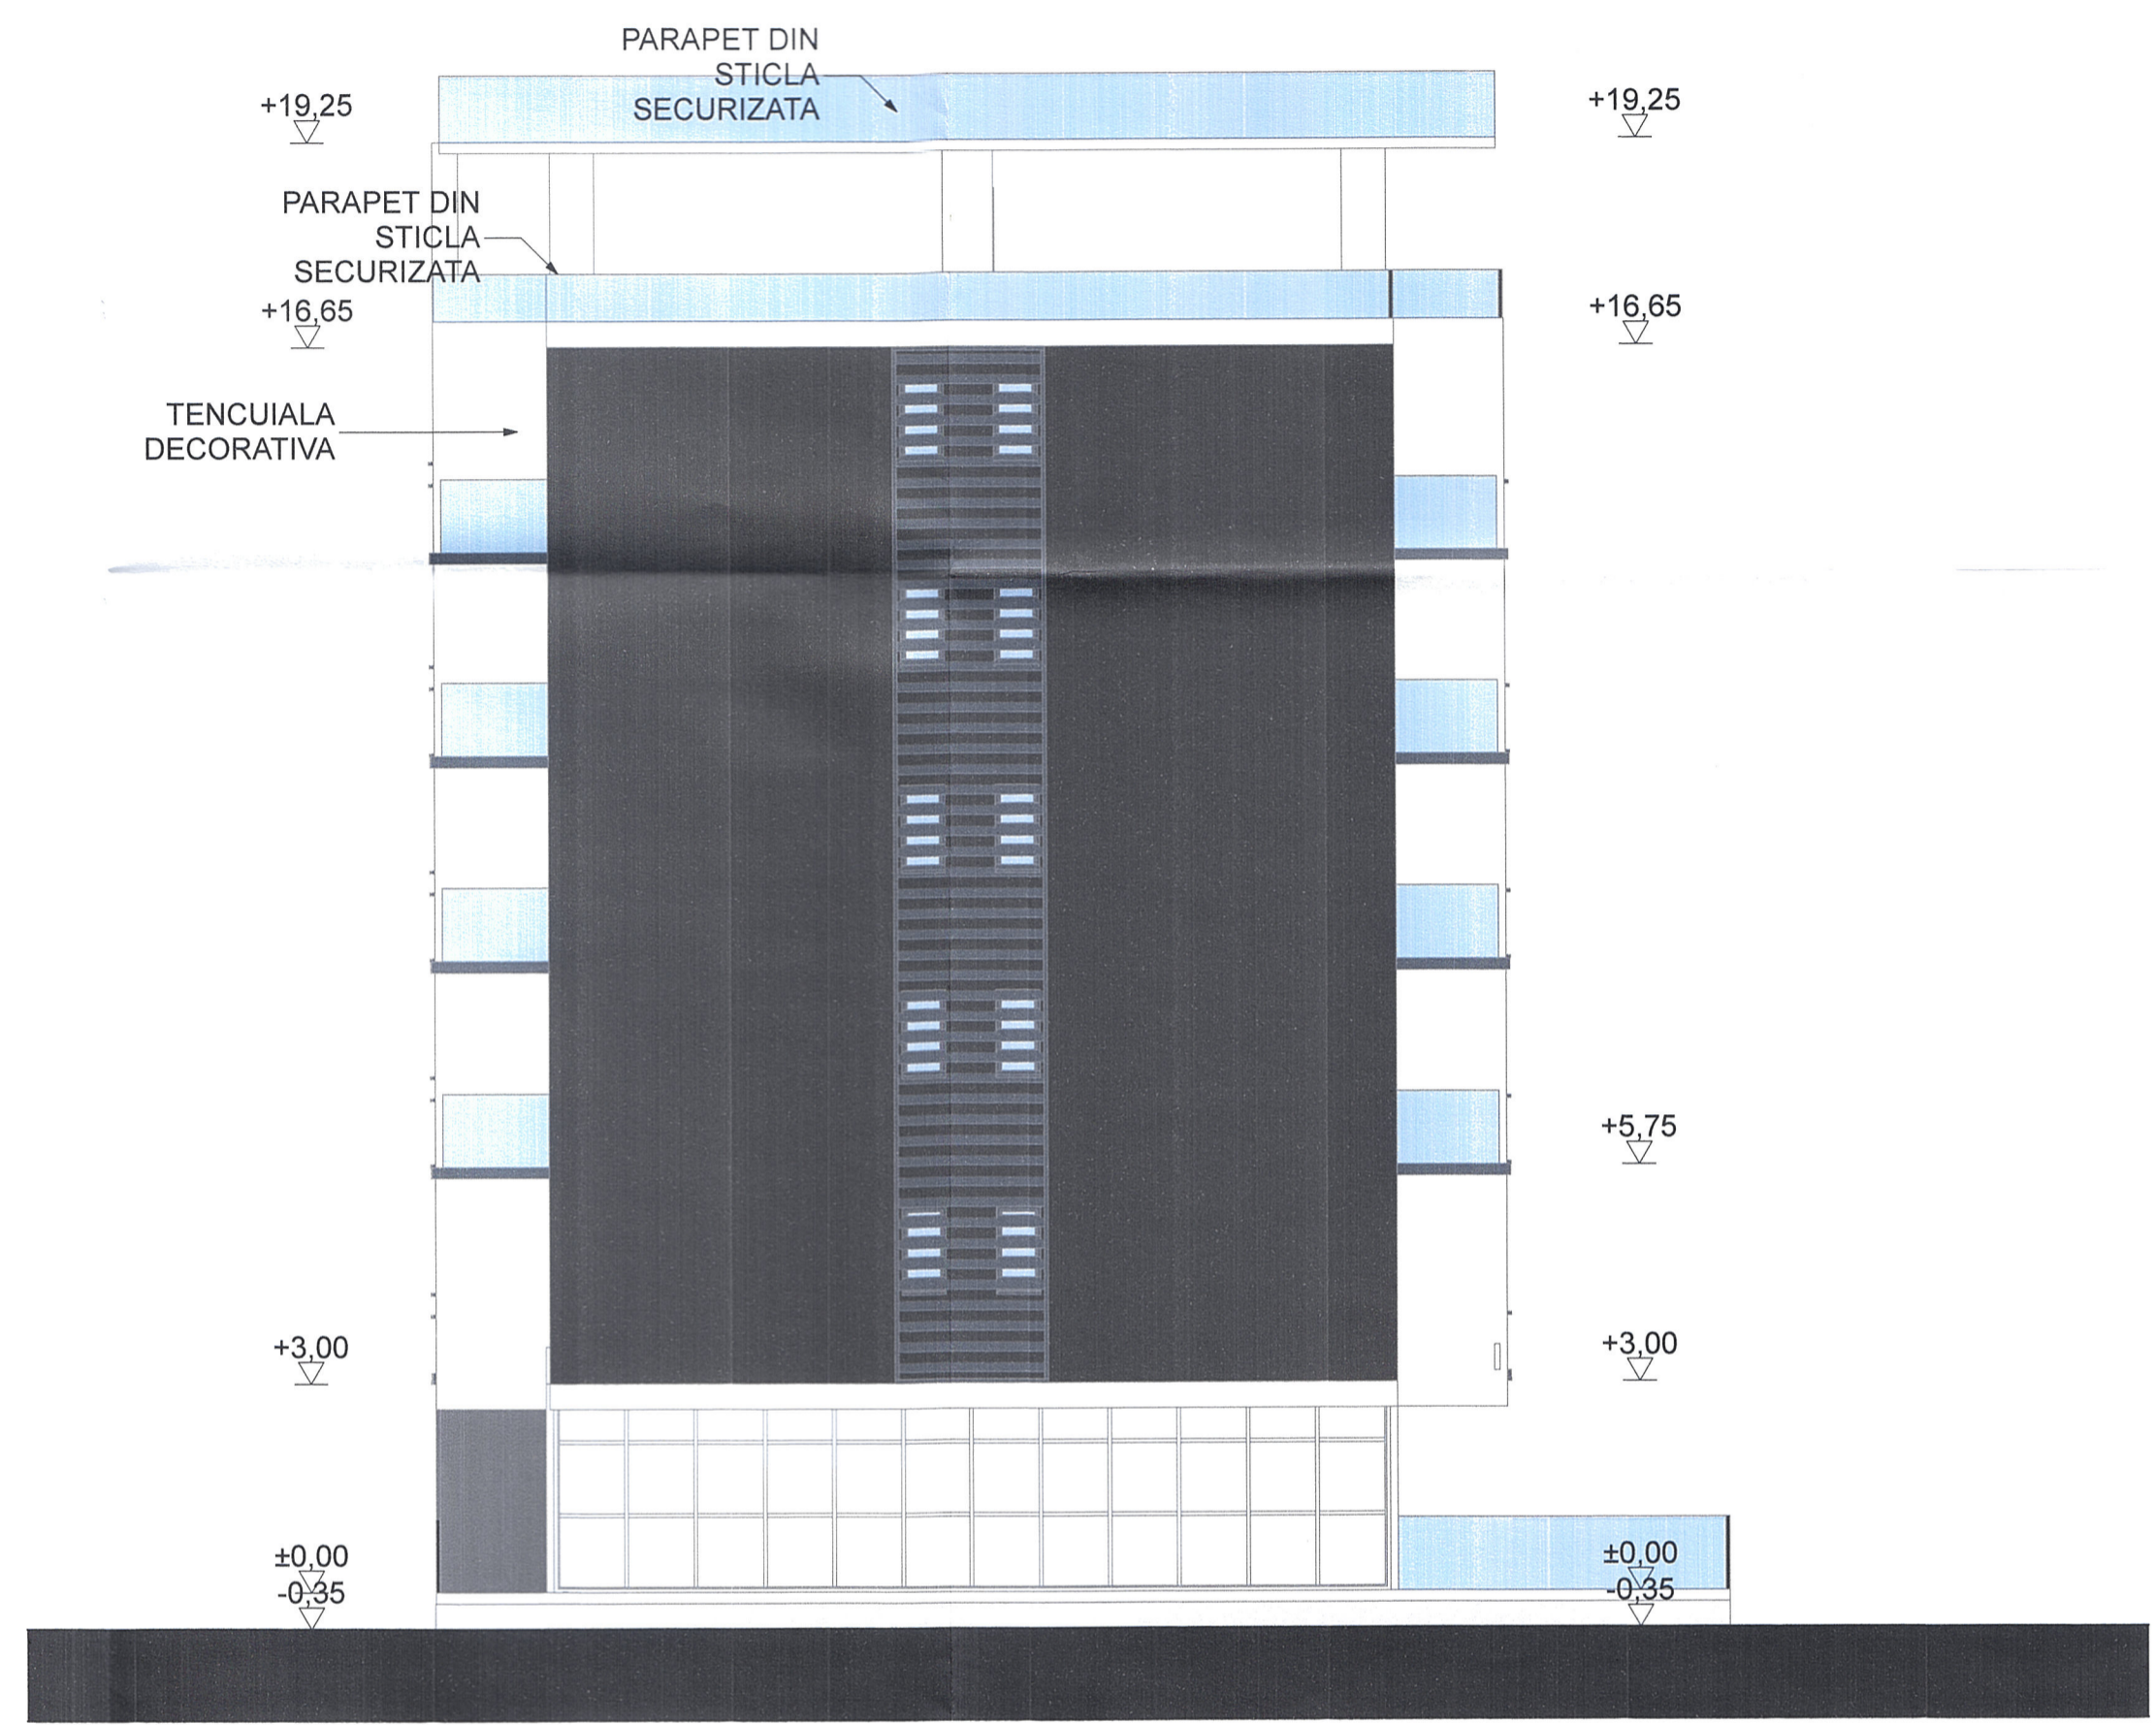 PARAPET DIN
STICLA
SECURIZATA
+19,25
+19,25
PARAPET DIN
STICLA
SECURIZATA
+16,65
+16,65
TENCUIALA
DECORATIVA
+5,75
+3,00
+3,00
±0,00
-0,35
±0,00
-0,35